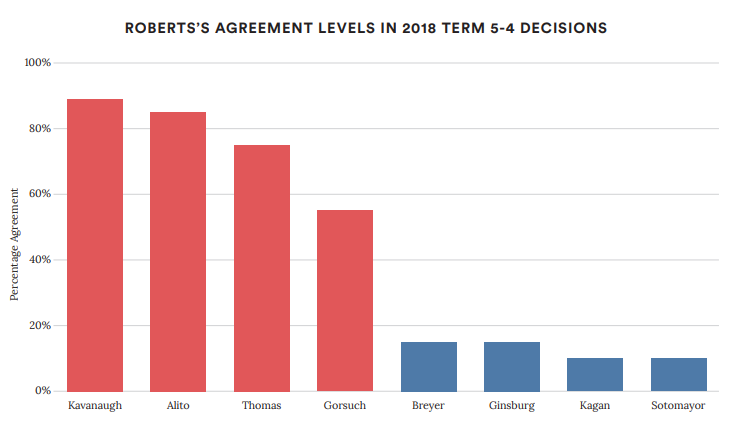 ROBERTS'S AGREEMENT LEVELS IN 2018 TERM 5-4 DECISIONS
100%
80%
60%
40%
20%
0%
Percentage Agreement
Kavanaugh Alito Thomas Gorsuch Breyer Ginsburg Kagan Sotomayor